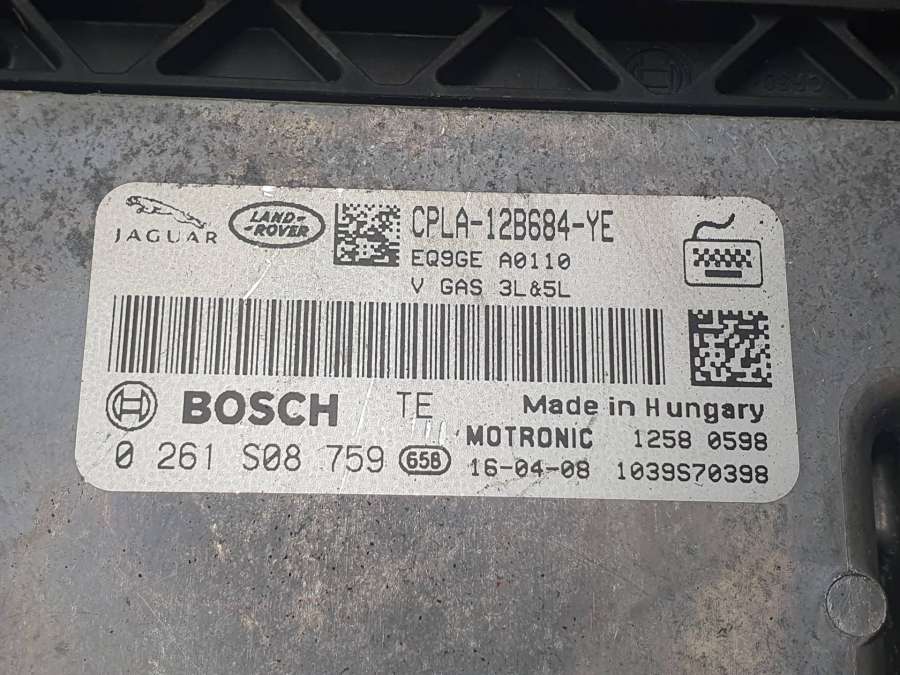 JAGUAR
LAND-
-ROVER
CPLA-12B684-YE
EQ9GE A0110
V GAS 3L&5L
BOSCH TE Made in Hungary
0 261 S08 759 65B
MOTRONIC 1258 0598
16-04-08 1039S70398